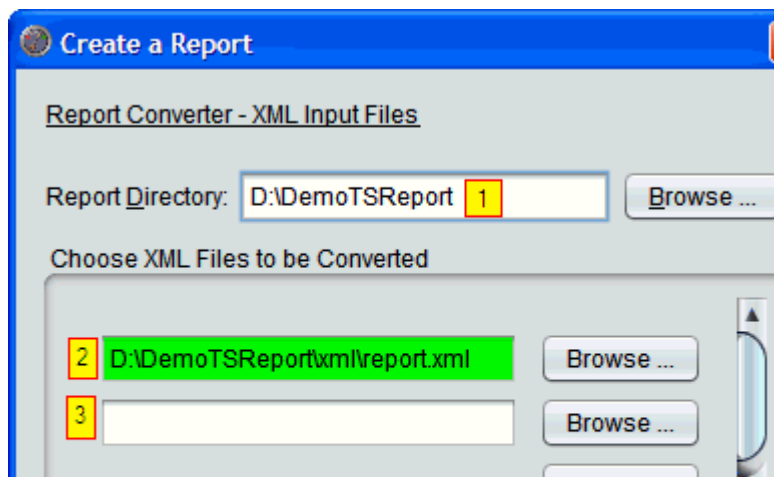 Create a Report
Report Converter - XML Input Files
Report Directory: D:\DemoTSReport 1 Browse ...
Choose XML Files to be Converted
2 D:\DemoTSReport\xml\report.xml Browse ...
3 Browse ...